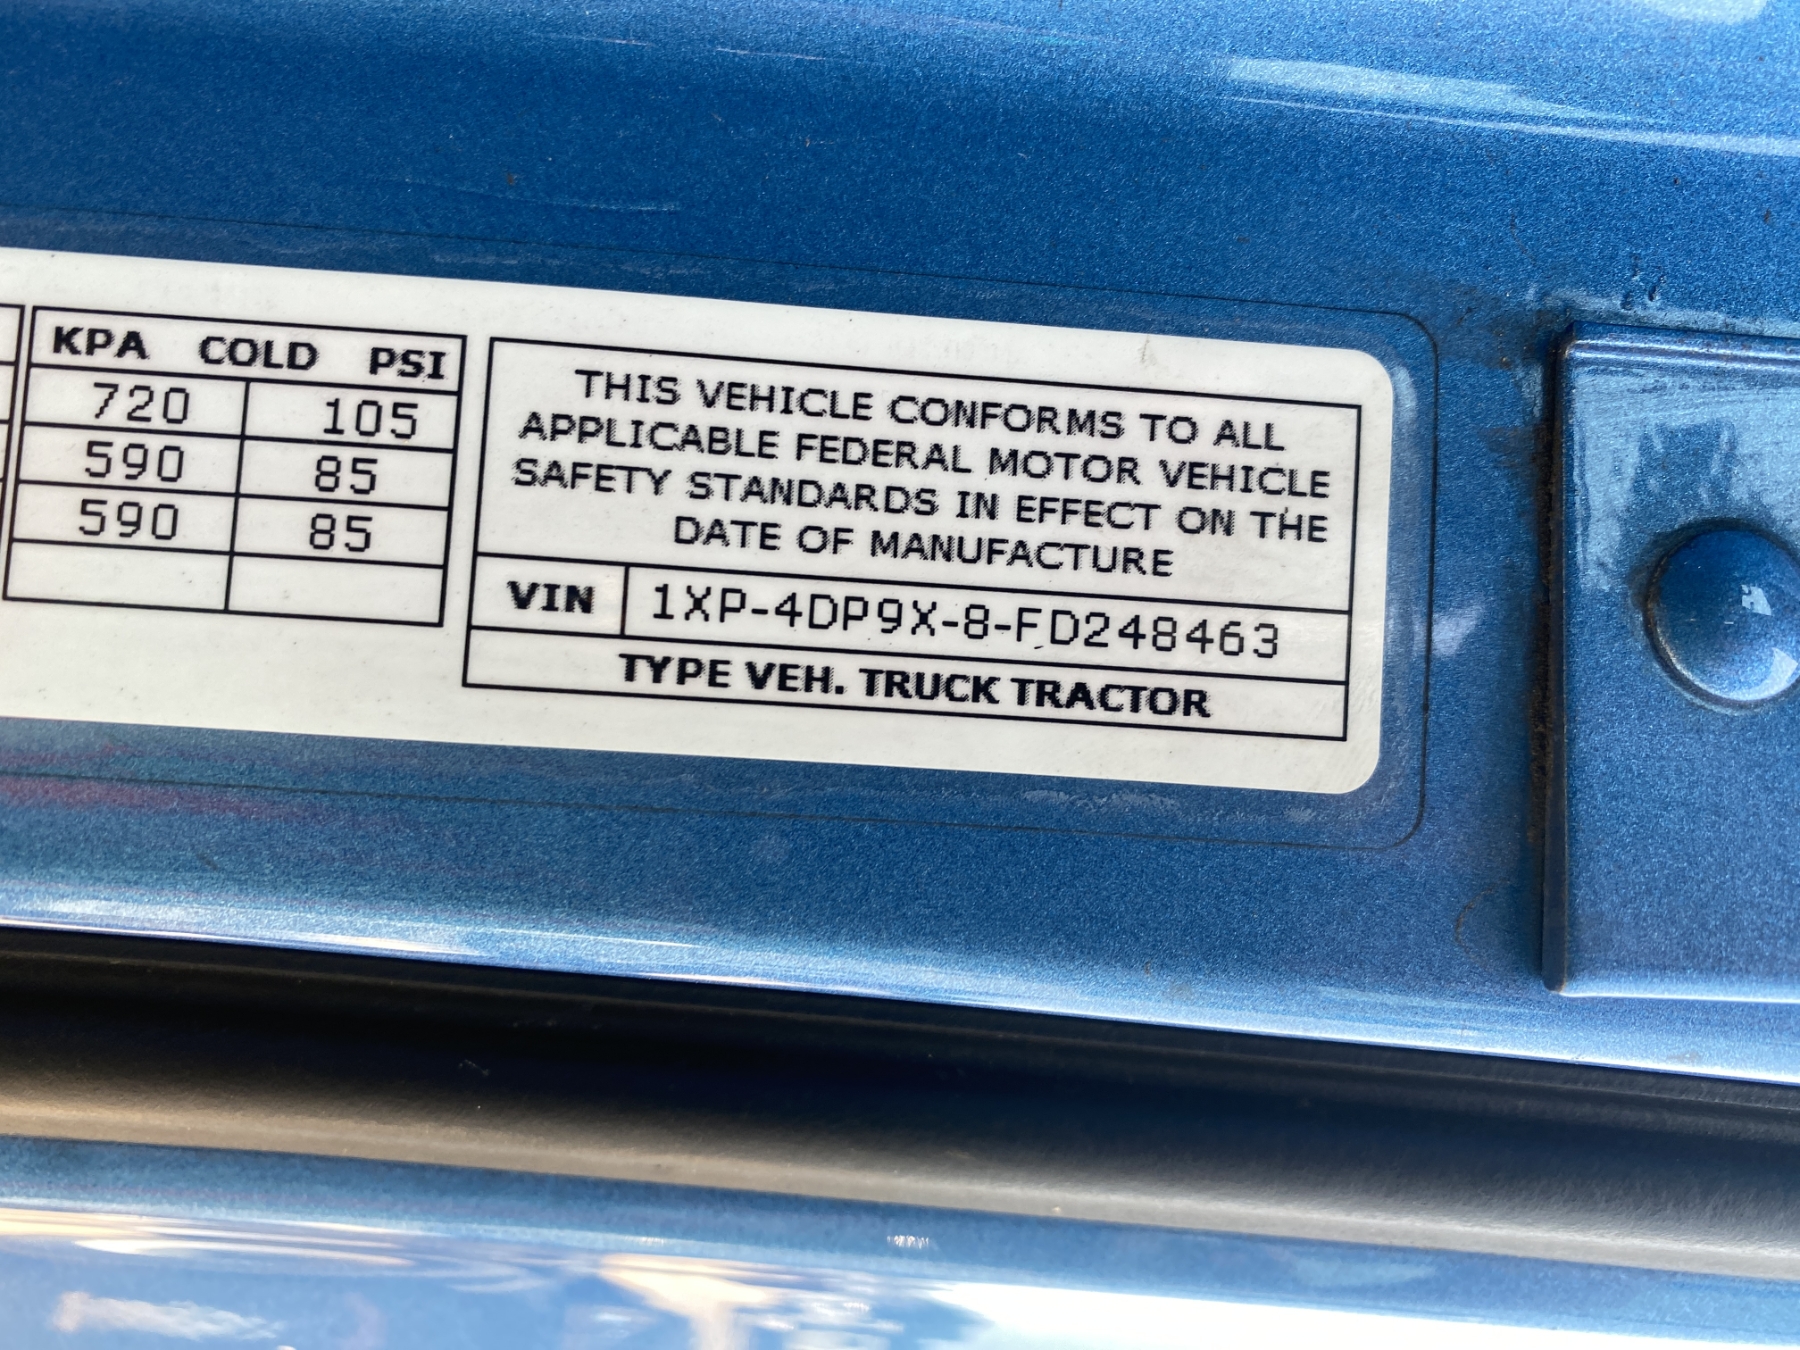 KPA COLD PSI
720 105
590 85
590 85
THIS VEHICLE CONFORMS TO ALL
APPLICABLE FEDERAL MOTOR VEHICLE
SAFETY STANDARDS IN EFFECT ON THE
DATE OF MANUFACTURE
VIN 1XP-4DP9X-8-FD248463
TYPE VEH. TRUCK TRACTOR